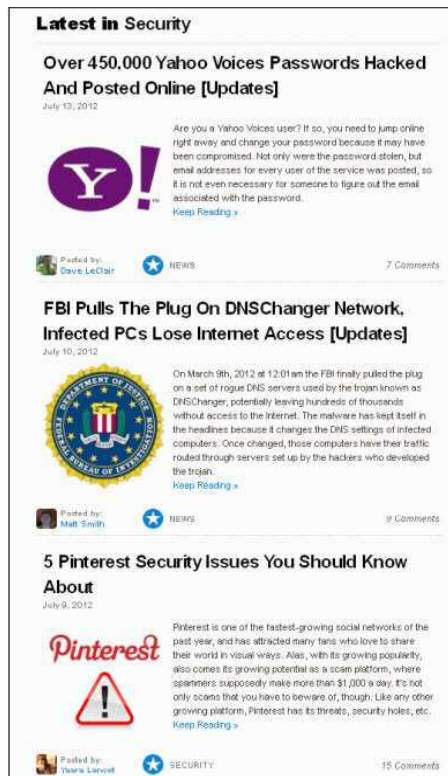 Latest in Security
Over 450,000 Yahoo Voices Passwords Hacked
And Posted Online [Updates]
July 13, 2012
Are you a Yahoo Voices user? If so, you need to jump online
right away and change your password because it may have
been compromised. Not only were the password stolen, but
email addresses for every user of the service was posted, so
it is not even necessary for someone to figure out the email
associated with the password.
Keep Reading »
Y!
Posted by:
Dave LeClair
NEWS
7 Comments
FBI Pulls The Plug On DNSChanger Network,
Infected PCs Lose Internet Access [Updates]
July 10, 2012
On March 9th, 2012 at 12:01am the FBI finally pulled the plug
on a set of rogue DNS servers used by the trojan known as
DNSChanger, potentially leaving hundreds of thousands
without access to the Internet. The malware has kept itself in
the headlines because it changes the DNS settings of infected
computers. Once changed, those computers have their traffic
routed through servers set up by the hackers who developed
the trojan.
Keep Reading »
DEPARTMENT OF JUSTICE
FEDERAL BUREAU OF INVESTIGATION
Posted by:
Matt Smith
NEWS
9 Comments
5 Pinterest Security Issues You Should Know
About
July 9, 2012
Pinterest is one of the fastest-growing social networks of the
past year, and has attracted many fans who love to share
their world in visual ways. Alas, with its growing popularity,
also comes its growing potential as a scam platform, where
spammers supposedly make more than $1,000 a day. It's not
only scams that you have to beware of, though. Like any other
growing platform, Pinterest has its threats, security holes, etc.
Keep Reading »
Pinterest
!
Posted by:
SECURITY
15 Comments